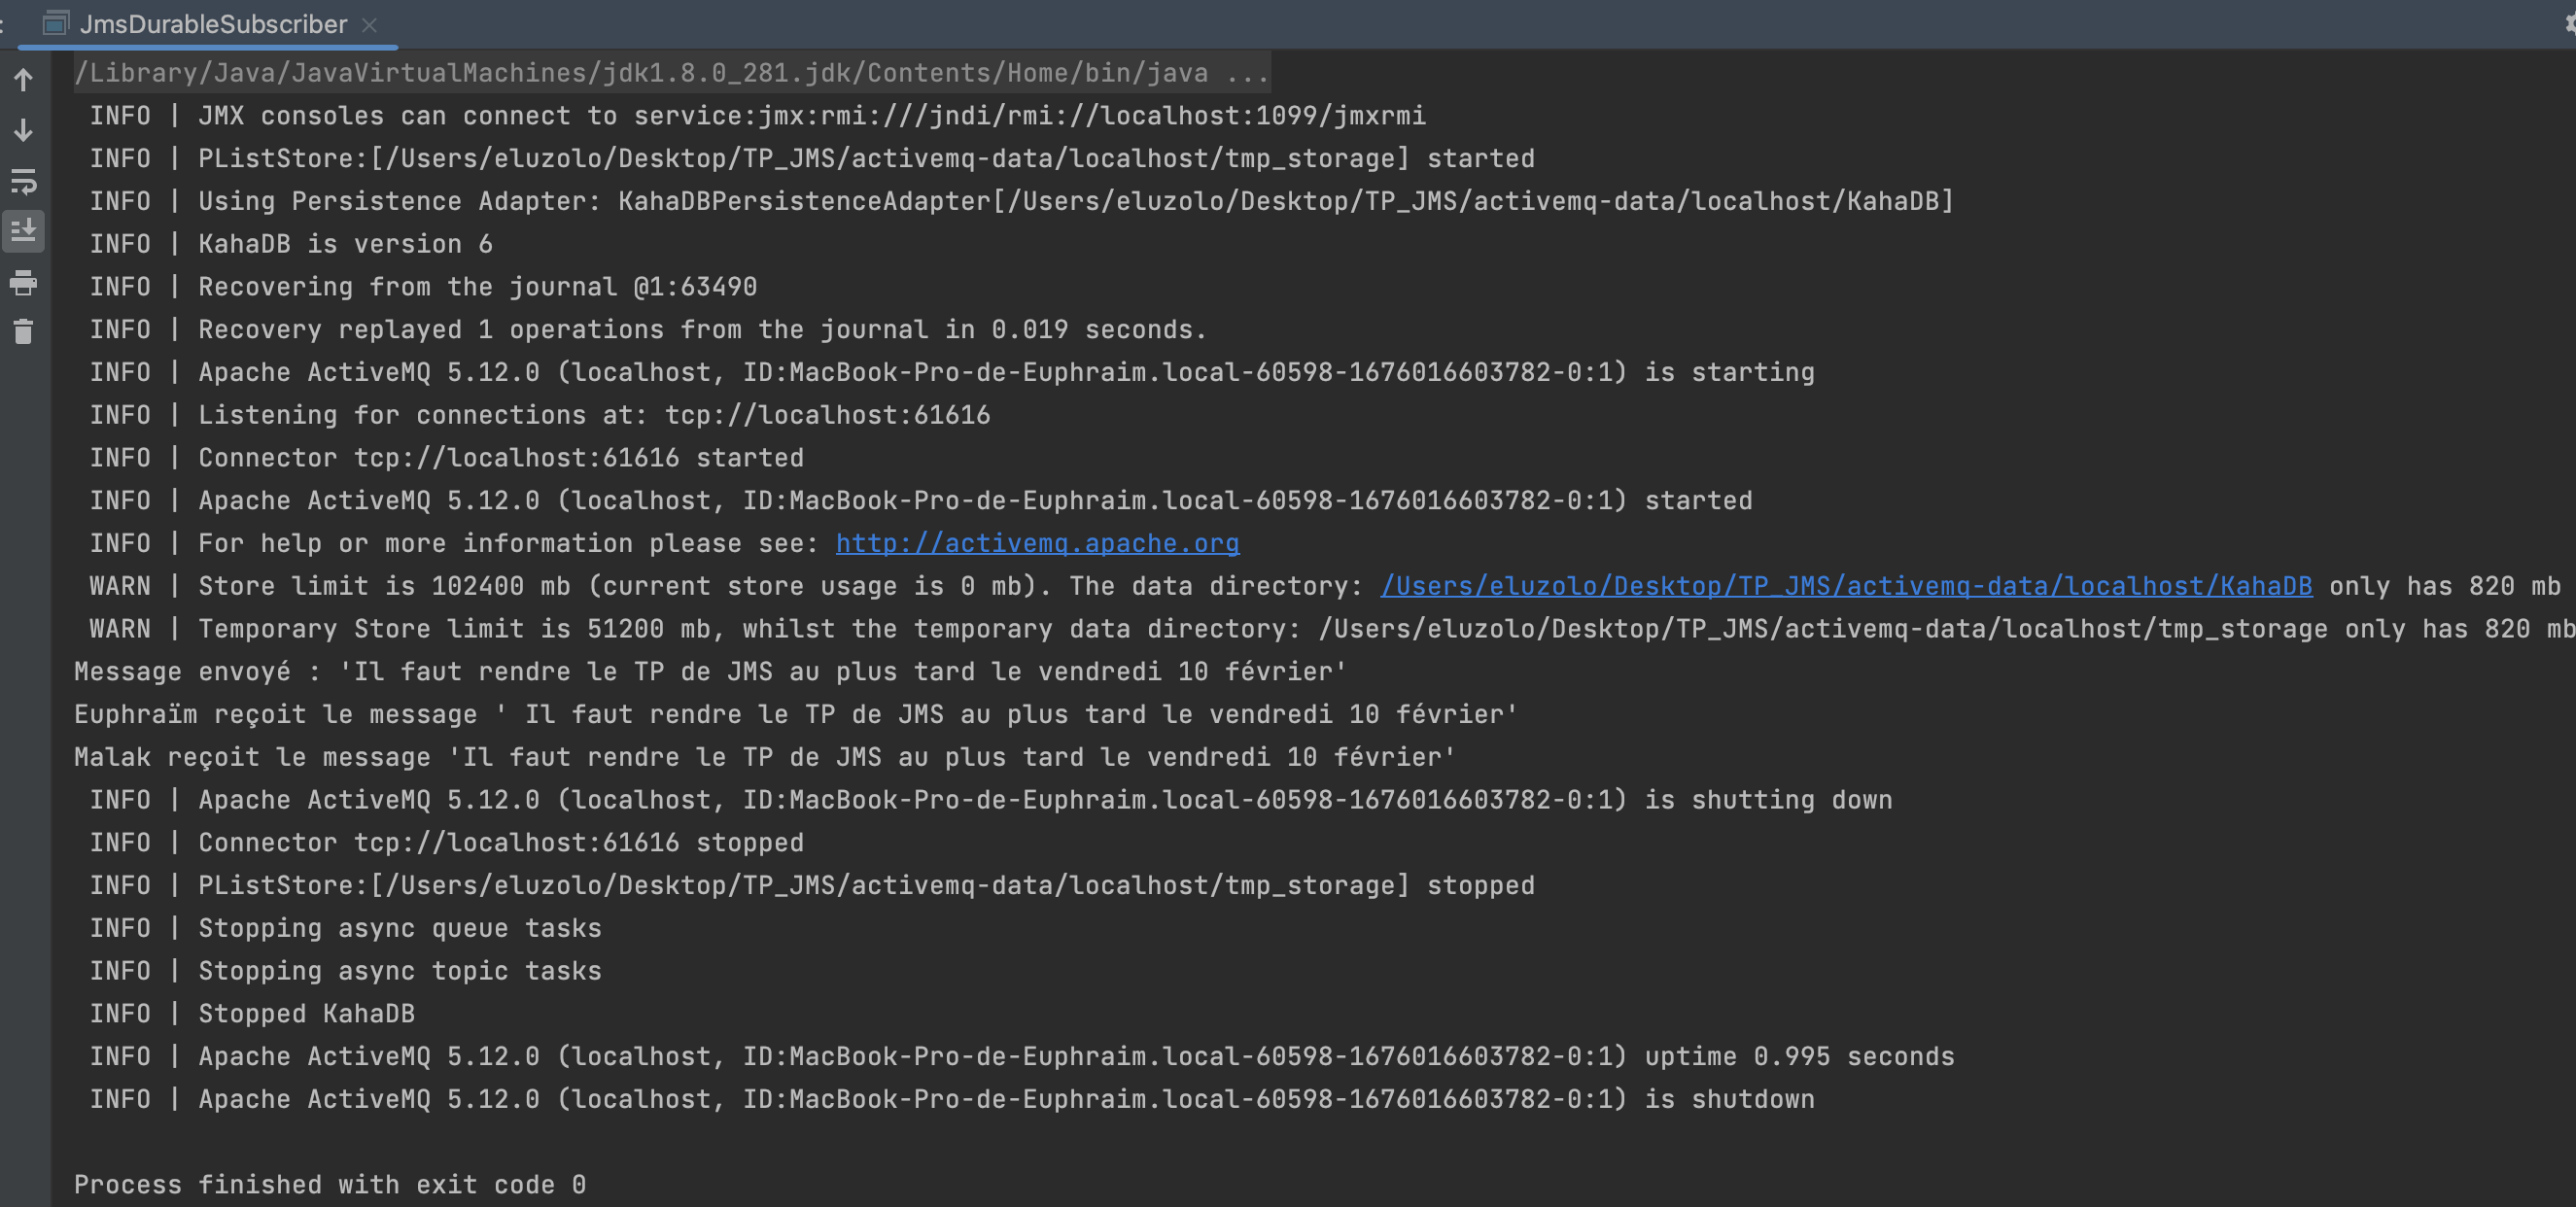 JmsDurableSubscriber
/Library/Java/JavaVirtualMachines/jdk1.8.0_281.jdk/Contents/Home/bin/java ...
INFO | JMX consoles can connect to service:jmx:rmi:///jndi/rmi://localhost:1099/jmxrmi
INFO | PListStore:[/Users/eluzolo/Desktop/TP_JMS/activemq-data/localhost/tmp_storage] started
INFO | Using Persistence Adapter: KahaDBPersistenceAdapter[/Users/eluzolo/Desktop/TP_JMS/activemq-data/localhost/KahaDB]
INFO | KahaDB is version 6
INFO | Recovering from the journal @1:63490
INFO | Recovery replayed 1 operations from the journal in 0.019 seconds.
INFO | Apache ActiveMQ 5.12.0 (localhost, ID:MacBook-Pro-de-Euphraim.local-60598-1676016603782-0:1) is starting
INFO | Listening for connections at: tcp://localhost:61616
INFO | Connector tcp://localhost:61616 started
INFO | Apache ActiveMQ 5.12.0 (localhost, ID:MacBook-Pro-de-Euphraim.local-60598-1676016603782-0:1) started
INFO | For help or more information please see: http://activemq.apache.org
WARN | Store limit is 102400 mb (current store usage is 0 mb). The data directory: /Users/eluzolo/Desktop/TP_JMS/activemq-data/localhost/KahaDB only has 820 mb
WARN | Temporary Store limit is 51200 mb, whilst the temporary data directory: /Users/eluzolo/Desktop/TP_JMS/activemq-data/localhost/tmp_storage only has 820 mb
Message envoyé : 'Il faut rendre le TP de JMS au plus tard le vendredi 10 février'
Euphraïm reçoit le message ' Il faut rendre le TP de JMS au plus tard le vendredi 10 février'
Malak reçoit le message 'Il faut rendre le TP de JMS au plus tard le vendredi 10 février'
INFO | Apache ActiveMQ 5.12.0 (localhost, ID:MacBook-Pro-de-Euphraim.local-60598-1676016603782-0:1) is shutting down
INFO | Connector tcp://localhost:61616 stopped
INFO | PListStore:[/Users/eluzolo/Desktop/TP_JMS/activemq-data/localhost/tmp_storage] stopped
INFO | Stopping async queue tasks
INFO | Stopping async topic tasks
INFO | Stopped KahaDB
INFO | Apache ActiveMQ 5.12.0 (localhost, ID:MacBook-Pro-de-Euphraim.local-60598-1676016603782-0:1) uptime 0.995 seconds
INFO | Apache ActiveMQ 5.12.0 (localhost, ID:MacBook-Pro-de-Euphraim.local-60598-1676016603782-0:1) is shutdown
Process finished with exit code 0